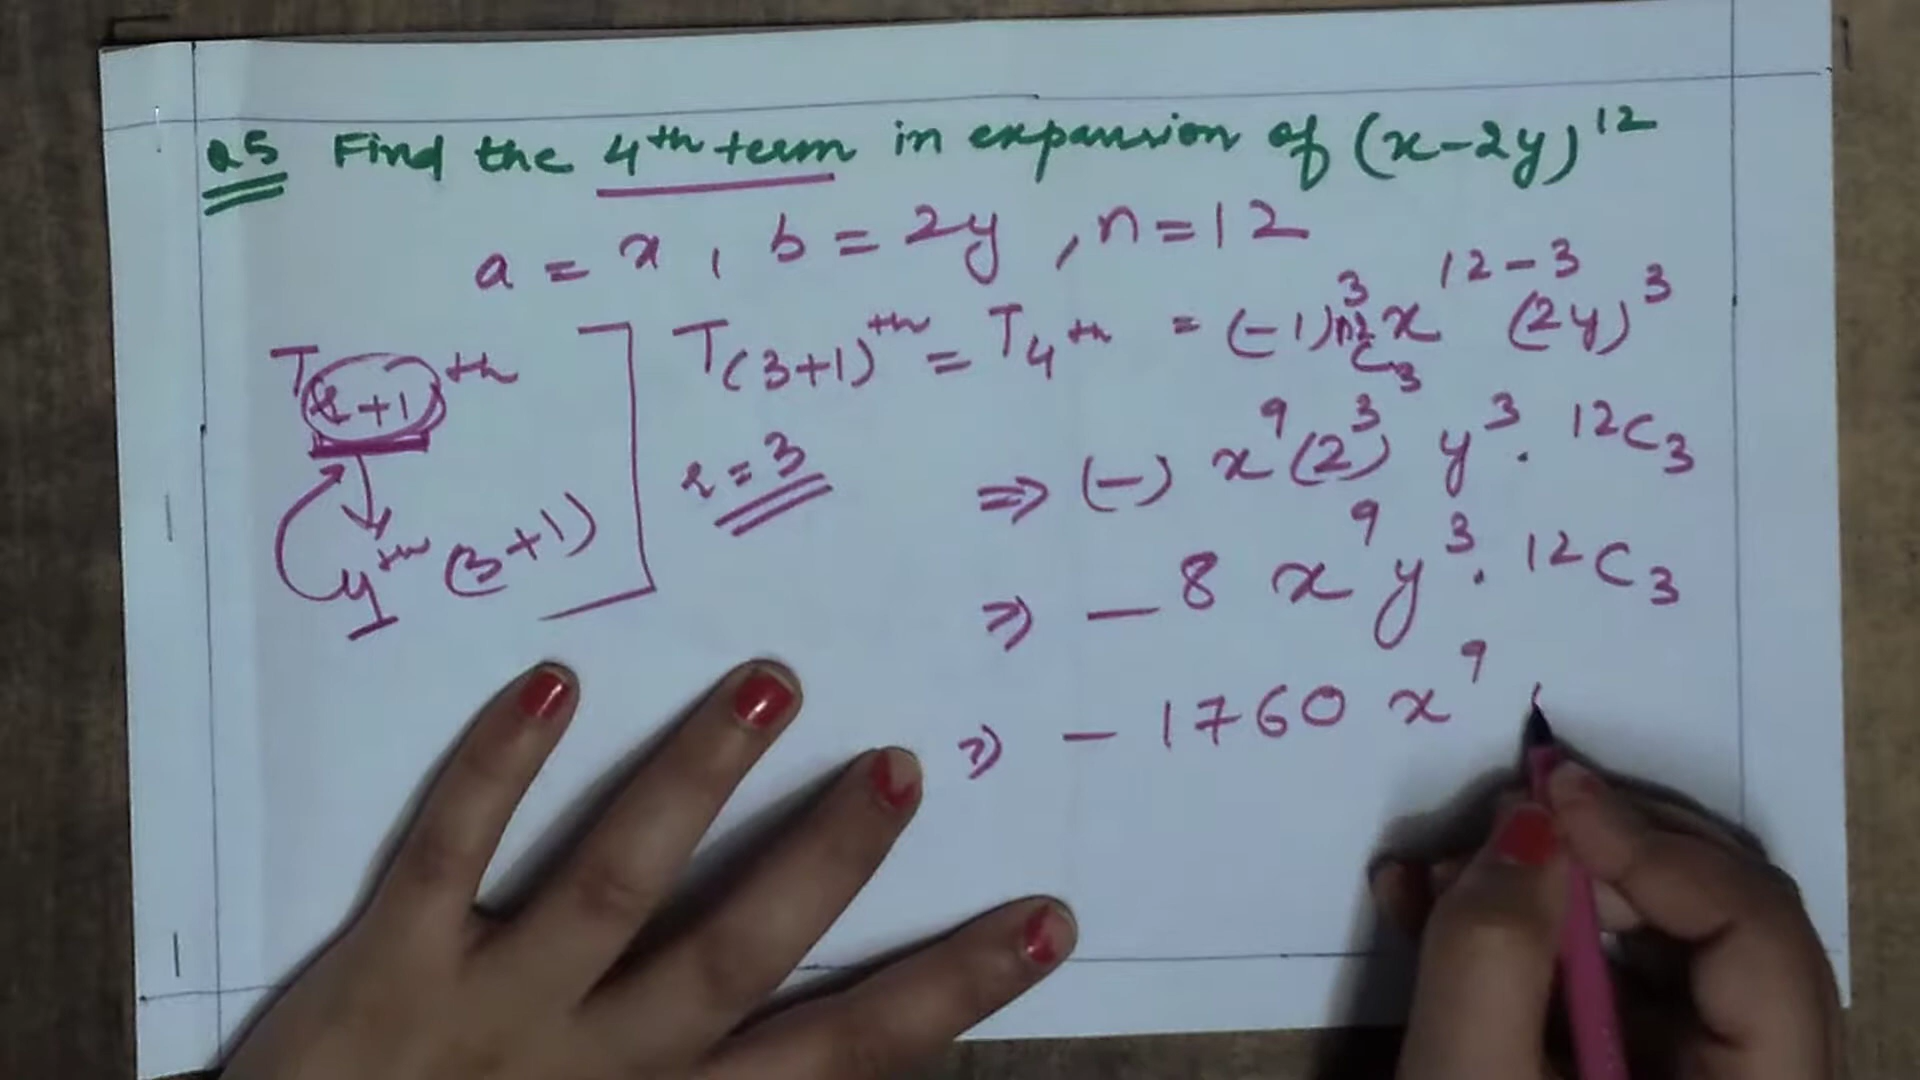 Q5 Find the 4th term in expansion of (x-2y)^12
a = x, b = 2y, n = 12
T(r+1)th
4th (3+1)
T(3+1)th = T4th = (-1)^3 12C3 x^12-3 (2y)^3
r = 3
⇒ (-) x^9 (2^3) y^3 . 12C3
⇒ - 8 x^9 y^3 . 12C3
⇒ - 1760 x^9